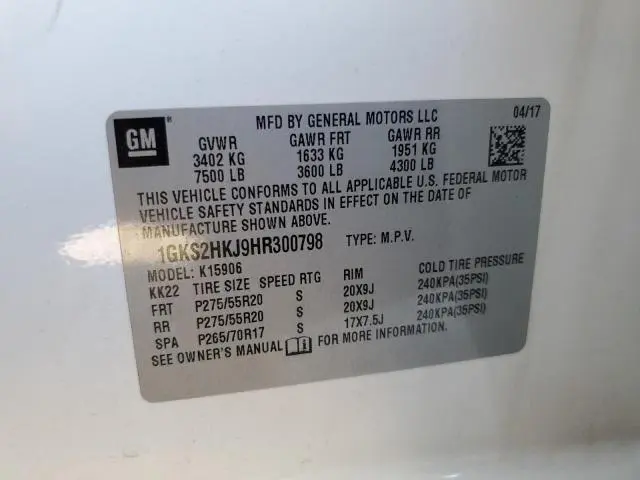 GM ®
MFD BY GENERAL MOTORS LLC 04/17
GVWR GAWR FRT GAWR RR
3402 KG 1633 KG 1951 KG
7500 LB 3600 LB 4300 LB
THIS VEHICLE CONFORMS TO ALL APPLICABLE U.S. FEDERAL MOTOR
VEHICLE SAFETY STANDARDS IN EFFECT ON THE DATE OF
MANUFACTURE SHOWN ABOVE.
1GKS2HKJ9HR300798 TYPE: M.P.V.
MODEL: K15906
KK22 TIRE SIZE SPEED RTG RIM COLD TIRE PRESSURE
FRT P275/55R20 S 20X9J 240KPA(35PSI)
RR P275/55R20 S 20X9J 240KPA(35PSI)
SPA P265/70R17 S 17X7.5J 240KPA(35PSI)
SEE OWNER'S MANUAL FOR MORE INFORMATION.